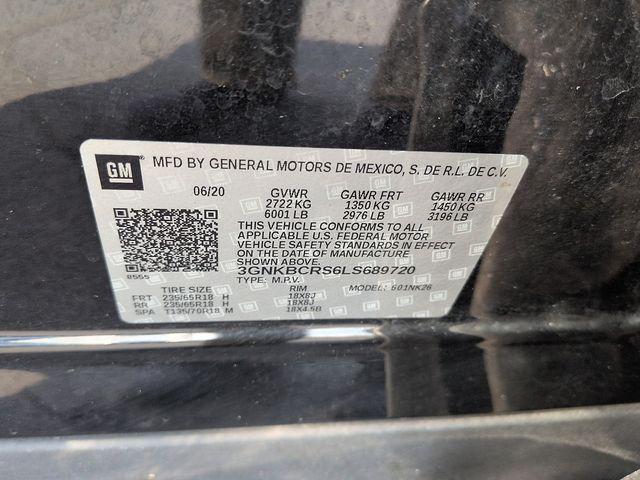 GM
MFD BY GENERAL MOTORS DE MEXICO, S. DE R.L. DE C.V.
06/20 GVWR GAWR FRT GAWR RR
2722 KG 1350 KG 1450 KG
6001 LB 2976 LB 3196 LB
THIS VEHICLE CONFORMS TO ALL
APPLICABLE U.S. FEDERAL MOTOR
VEHICLE SAFETY STANDARDS IN EFFECT
ON THE DATE OF MANUFACTURE
SHOWN ABOVE.
3GNKBCRS6LS689720
8555 TYPE: M.P.V.
TIRE SIZE RIM MODEL: 601NK26
FRT 235/65R18 H 18X8J
RR 235/65R18 H 18X8J
SPA T135/70R18 M 18X4.5B